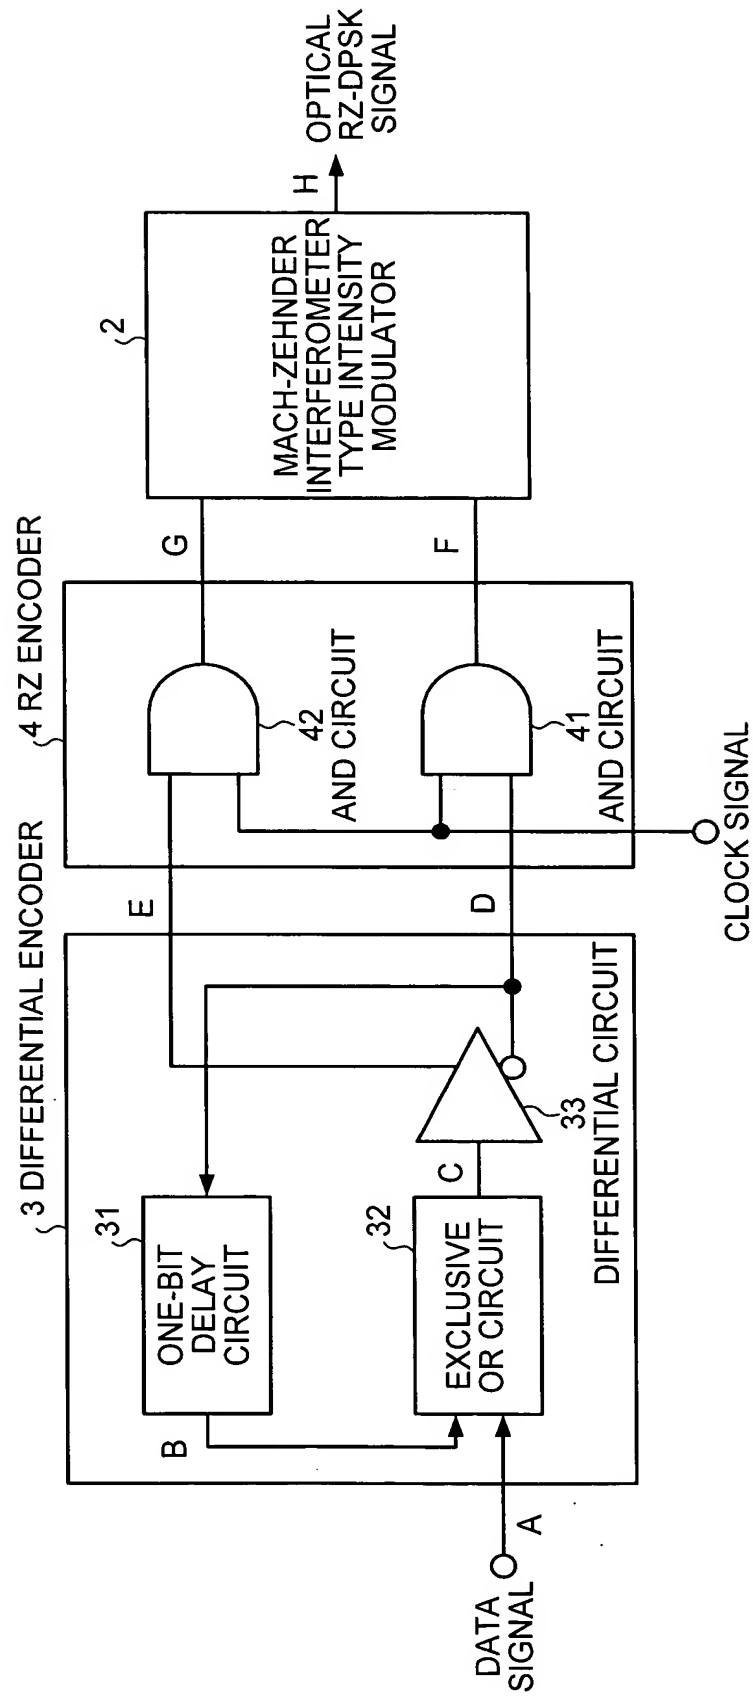 3 DIFFERENTIAL ENCODER
4 RZ ENCODER
2
31
ONE-BIT
DELAY
CIRCUIT
B
32
EXCLUSIVE
OR CIRCUIT
C
33
DIFFERENTIAL CIRCUIT
DATA
SIGNAL
A
E
D
42
AND CIRCUIT
41
AND CIRCUIT
CLOCK SIGNAL
G
F
MACH-ZEHNDER
INTERFEROMETER
TYPE INTENSITY
MODULATOR
H
OPTICAL
RZ-DPSK
SIGNAL